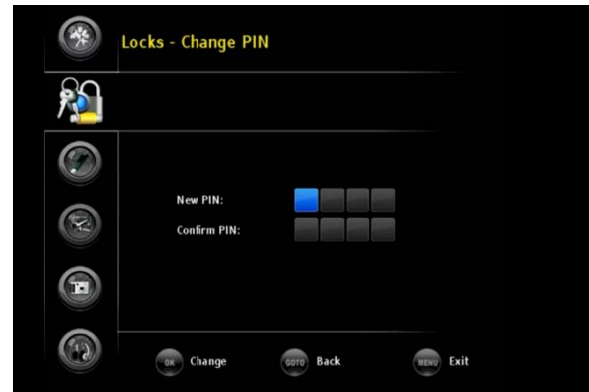 Locks - Change PIN
New PIN:
Confirm PIN:
OK Change GOTO Back MENU Exit